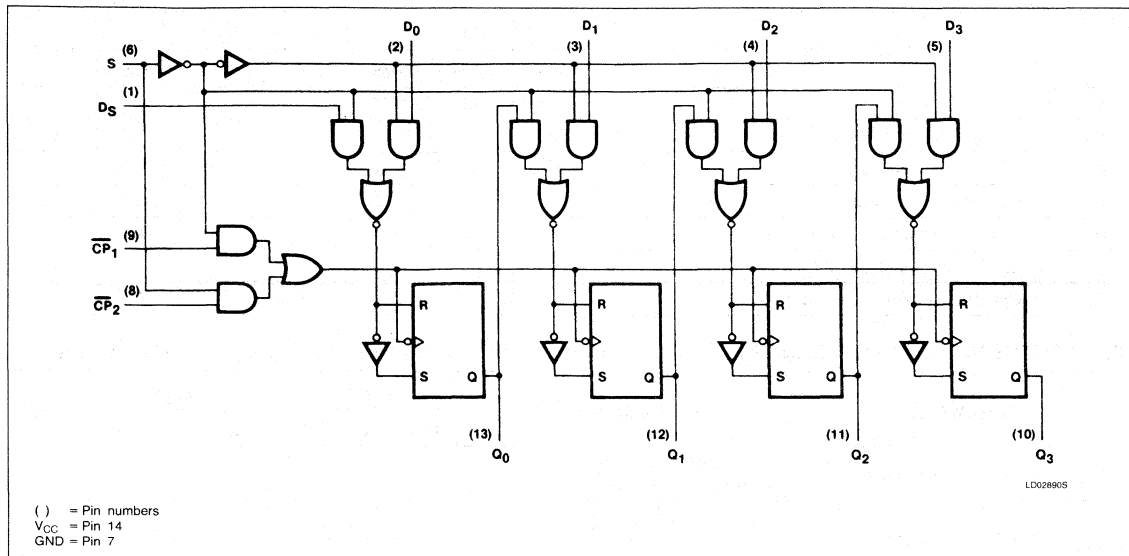 D0 D1 D2 D3
(6) (2) (3) (4) (5)
S
(1)
DS
(9)
CP1
(8)
CP2
R R R R
S Q S Q S Q S Q
(13) (12) (11) (10)
Q0 Q1 Q2 Q3
LD02890S
( ) = Pin numbers
VCC = Pin 14
GND = Pin 7